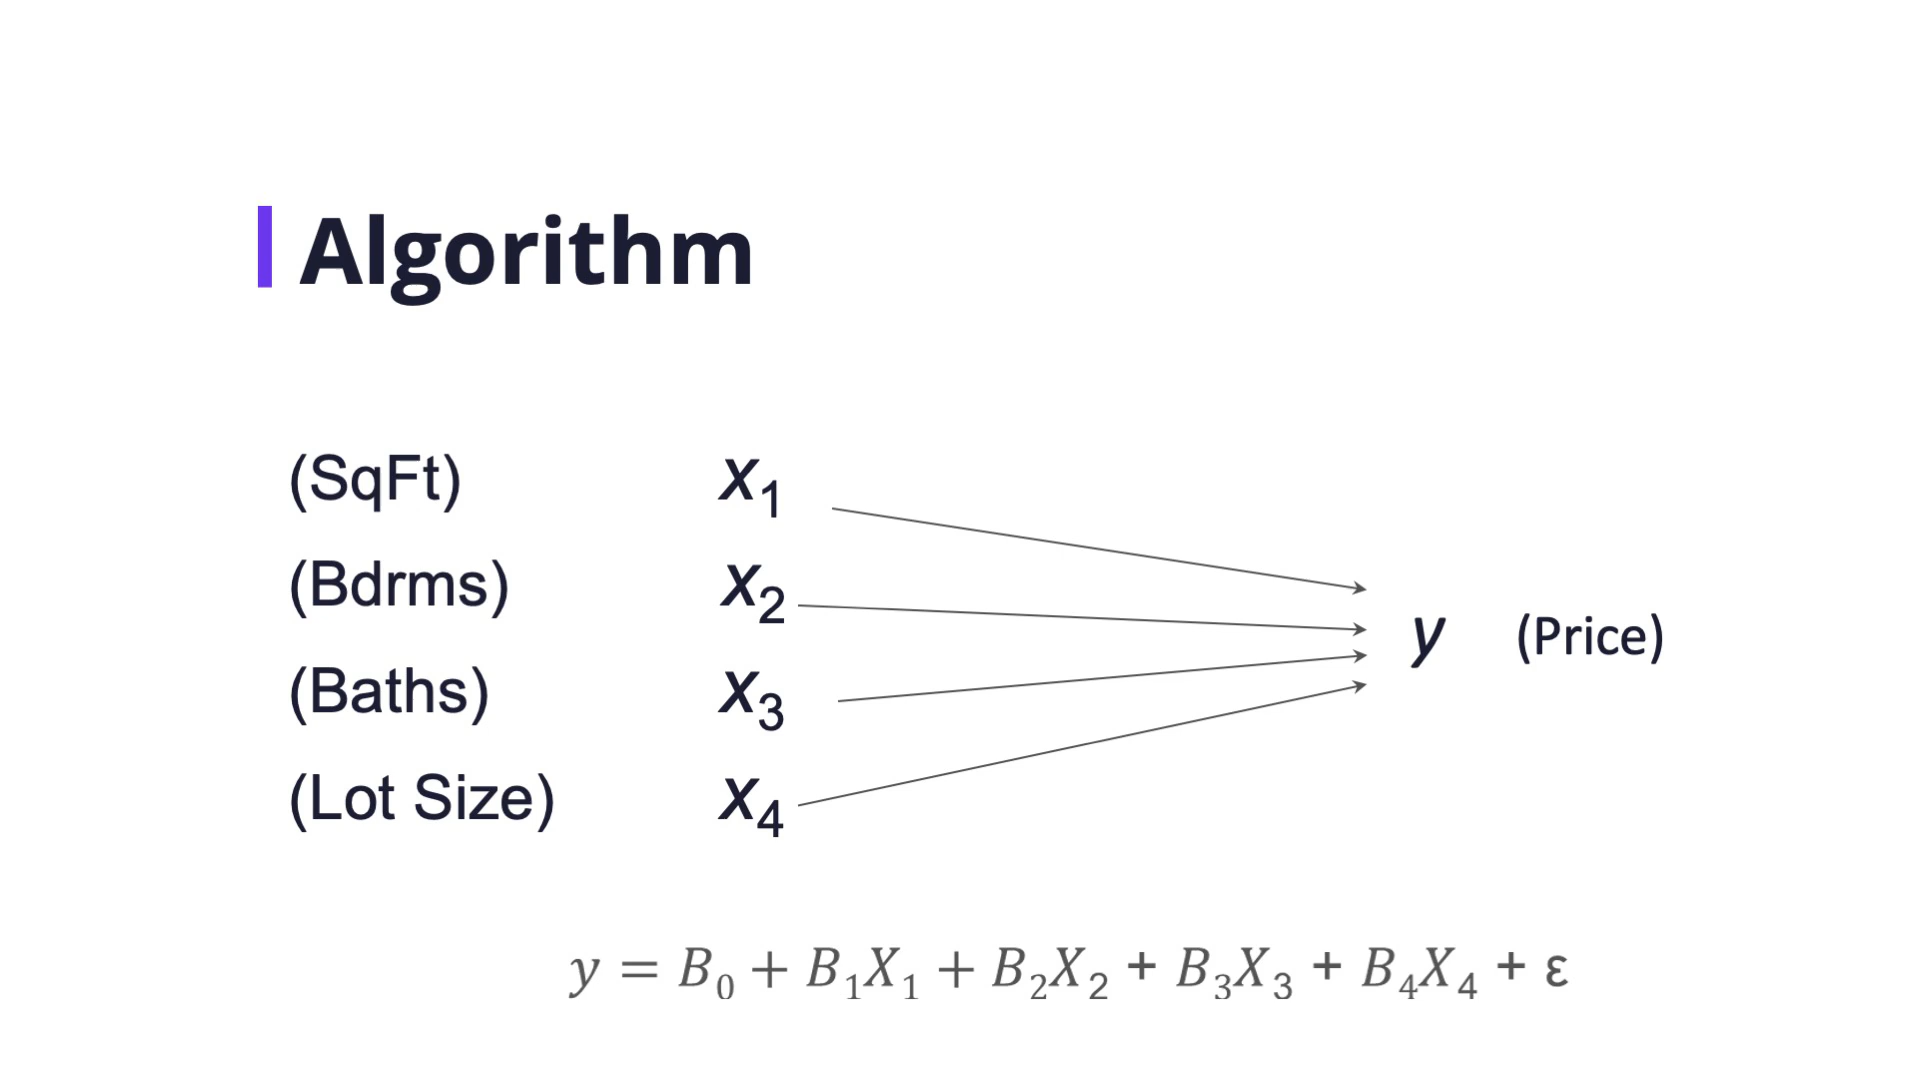 Algorithm
(SqFt) x₁
(Bdrms) x₂
y (Price)
(Baths) x₃
(Lot Size) x₄
y = B₀ + B₁X₁ + B₂X₂ + B₃X₃ + B₄X₄ + ε